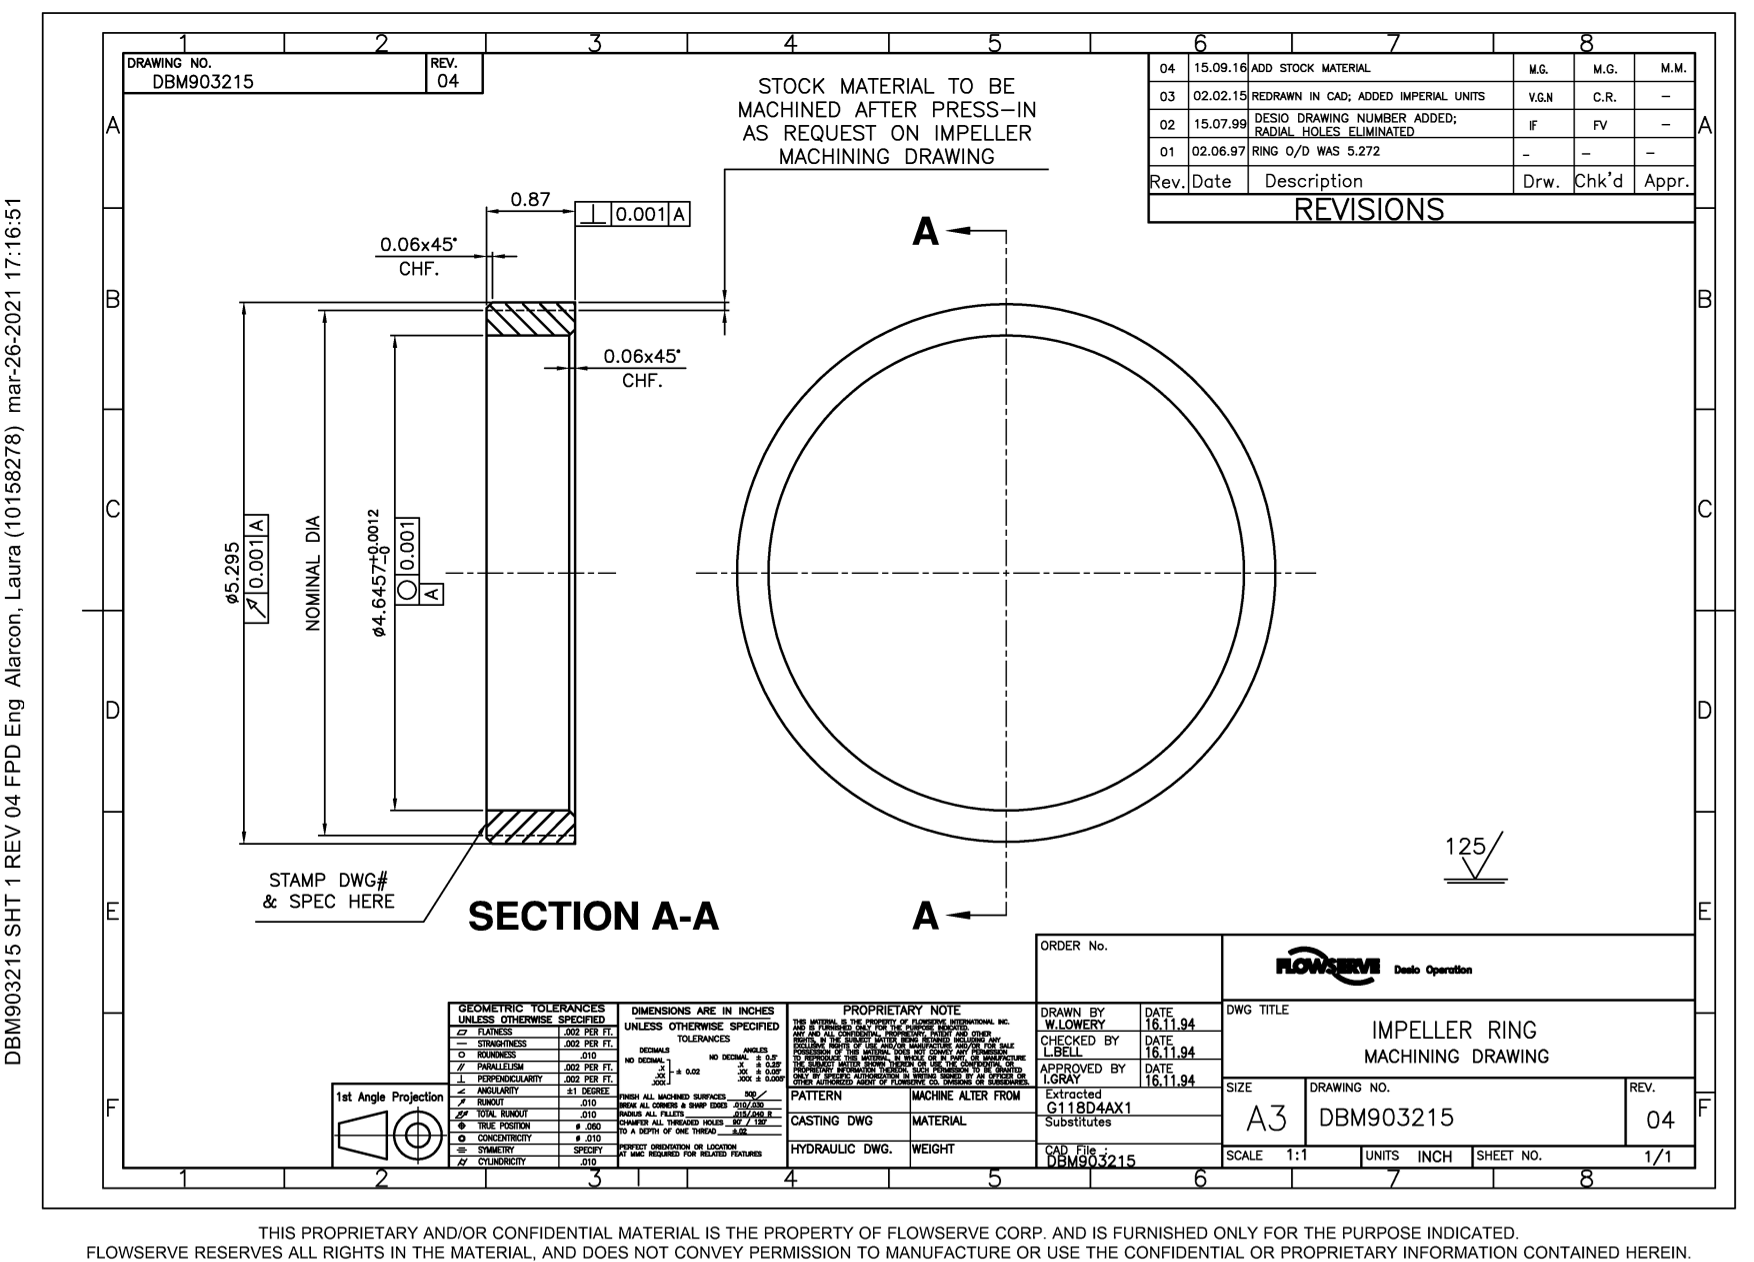 DBM903215 SHT 1 REV 04 FPD Eng Alarcon, Laura (10158278) mar-26-2021 17:16:51
1 2 3 4 5 6 7 8
DRAWING NO.
DBM903215
REV.
04
STOCK MATERIAL TO BE
MACHINED AFTER PRESS-IN
AS REQUEST ON IMPELLER
MACHINING DRAWING
04 15.09.16 ADD STOCK MATERIAL M.G. M.G. M.M.
03 02.02.15 REDRAWN IN CAD; ADDED IMPERIAL UNITS V.G.N C.R. –
02 15.07.99 DESIO DRAWING NUMBER ADDED; IF FV –
RADIAL HOLES ELIMINATED
01 02.06.97 RING O/D WAS 5.272 – – –
Rev. Date Description Drw. Chk'd Appr.
REVISIONS
A A
B B
C C
D D
E E
F F
0.87
⊥ 0.001 A
0.06x45°
CHF.
0.06x45°
CHF.
ø5.295
0.001 A
NOMINAL DIA
ø4.6457 +0.0012
-0
0.001
A
A
A
STAMP DWG#
& SPEC HERE
SECTION A-A
125
1st Angle Projection
GEOMETRIC TOLERANCES
UNLESS OTHERWISE SPECIFIED
FLATNESS .002 PER FT.
STRAIGHTNESS .002 PER FT.
ROUNDNESS .010
PARALLELISM .002 PER FT.
PERPENDICULARITY .002 PER FT.
ANGULARITY ±1 DEGREE
RUNOUT .010
TOTAL RUNOUT .010
TRUE POSITION ø .060
CONCENTRICITY ø .010
SYMMETRY SPECIFY
CYLINDRICITY .010
DIMENSIONS ARE IN INCHES
UNLESS OTHERWISE SPECIFIED
TOLERANCES
DECIMALS ANGLES
NO DECIMAL NO DECIMAL ± 0.5°
.X .X ± 0.25°
.XX ± 0.02 .XX ± 0.05°
.XXX .XXX ± 0.005°
FINISH ALL MACHINED SURFACES 500
BREAK ALL CORNERS & SHARP EDGES .010/.030
RADIUS ALL FILLETS .015/.040 R
CHAMFER ALL THREADED HOLES 90° / 120°
TO A DEPTH OF ONE THREAD ±.02
PERFECT ORIENTATION OR LOCATION
AT MMC REQUIRED FOR RELATED FEATURES
PROPRIETARY NOTE
THIS MATERIAL IS THE PROPERTY OF FLOWSERVE INTERNATIONAL INC.
AND IS FURNISHED ONLY FOR THE PURPOSE INDICATED.
ANY AND ALL CONFIDENTIAL, PROPRIETARY, PATENT AND OTHER
RIGHTS, IN THE SUBJECT MATTER BEING RETAINED INCLUDING ANY
EXCLUSIVE RIGHTS OF USE AND/OR MANUFACTURE AND/OR FOR SALE
POSSESSION OF THIS MATERIAL DOES NOT CONVEY ANY PERMISSION
TO REPRODUCE THIS MATERIAL, IN WHOLE OR IN PART, OR MANUFACTURE
THE SUBJECT MATTER SHOWN THEREIN OR USE THE CONFIDENTIAL OR
PROPRIETARY INFORMATION THEREIN. SUCH PERMISSION TO BE GRANTED
ONLY BY SPECIFIC AUTHORIZATION IN WRITING SIGNED BY AN OFFICER OR
OTHER AUTHORIZED AGENT OF FLOWSERVE CO. DIVISIONS OR SUBSIDIARIES.
PATTERN MACHINE ALTER FROM
CASTING DWG MATERIAL
HYDRAULIC DWG. WEIGHT
ORDER No.
DRAWN BY DATE
W.LOWERY 16.11.94
CHECKED BY DATE
L.BELL 16.11.94
APPROVED BY DATE
I.GRAY 16.11.94
Extracted
G118D4AX1
Substitutes
CAD File :
DBM903215
FLOWSERVE Desio Operation
DWG TITLE
IMPELLER RING
MACHINING DRAWING
SIZE DRAWING NO. REV.
A3 DBM903215 04
SCALE 1:1 UNITS INCH SHEET NO. 1/1
1 2 3 4 5 6 7 8
THIS PROPRIETARY AND/OR CONFIDENTIAL MATERIAL IS THE PROPERTY OF FLOWSERVE CORP. AND IS FURNISHED ONLY FOR THE PURPOSE INDICATED.
FLOWSERVE RESERVES ALL RIGHTS IN THE MATERIAL, AND DOES NOT CONVEY PERMISSION TO MANUFACTURE OR USE THE CONFIDENTIAL OR PROPRIETARY INFORMATION CONTAINED HEREIN.